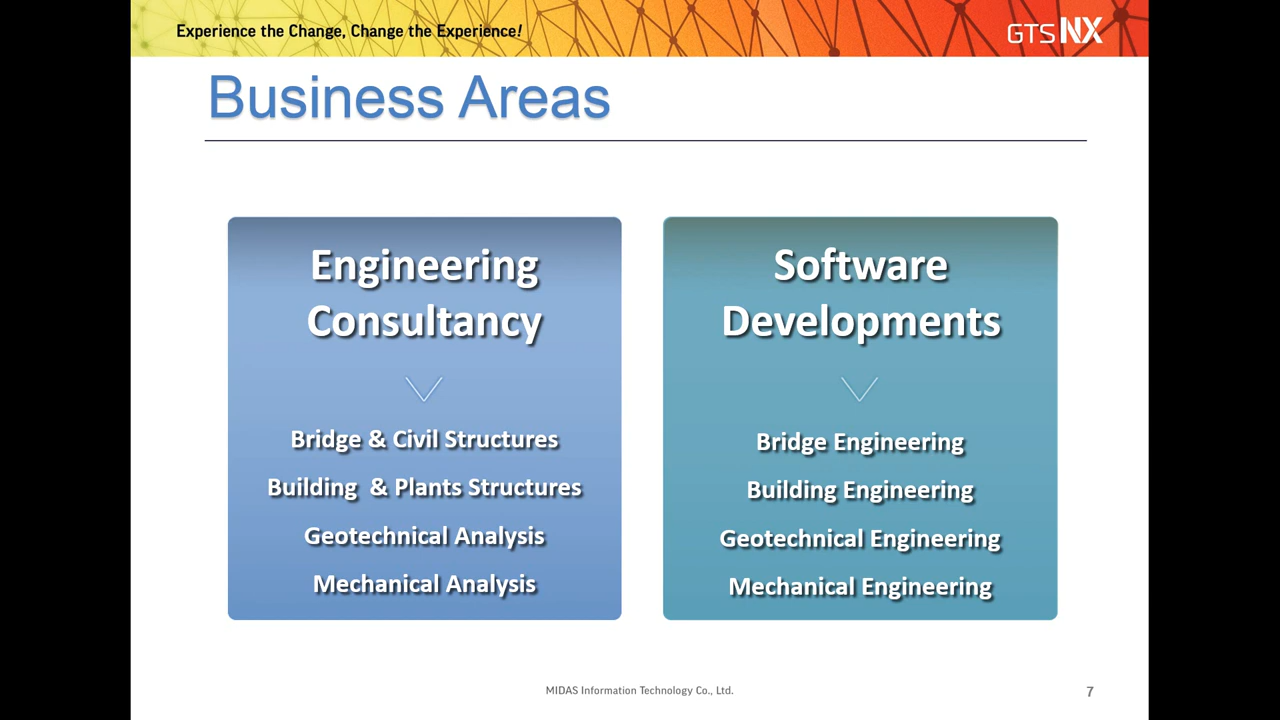 Experience the Change, Change the Experience!
GTS NX
Business Areas
Engineering
Consultancy
Bridge & Civil Structures
Building & Plants Structures
Geotechnical Analysis
Mechanical Analysis
Software
Developments
Bridge Engineering
Building Engineering
Geotechnical Engineering
Mechanical Engineering
MIDAS Information Technology Co., Ltd.
7